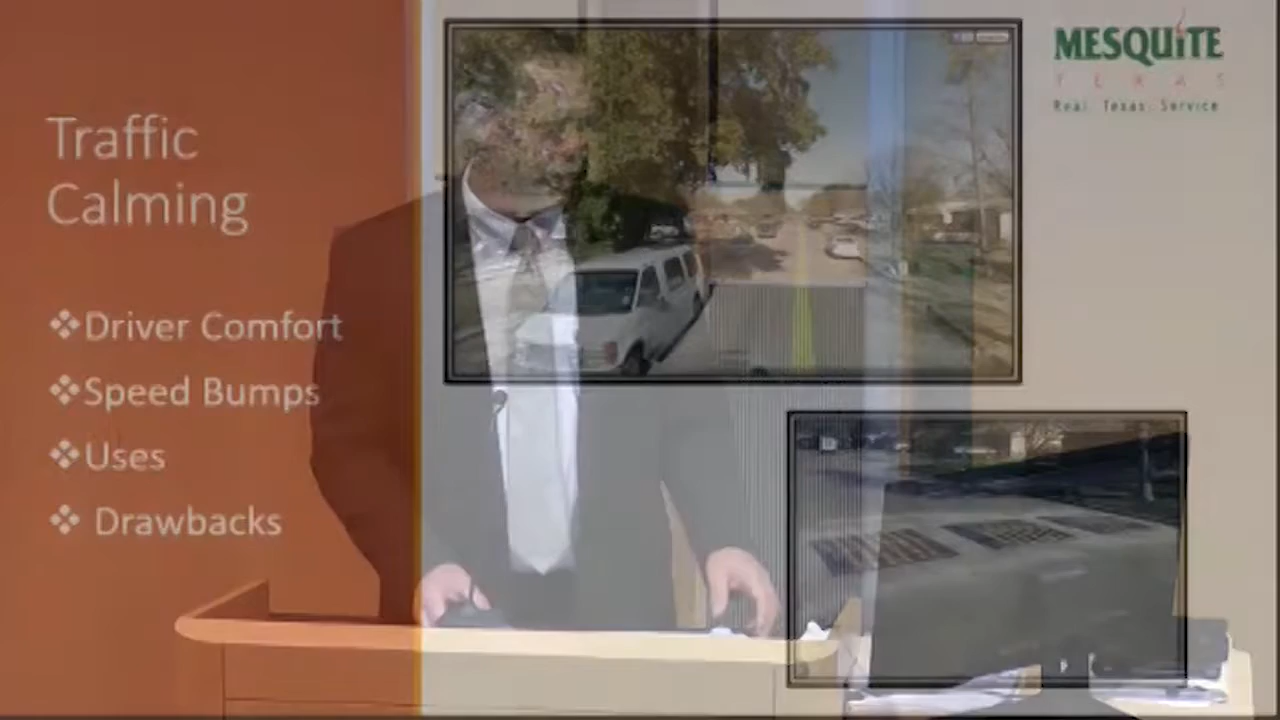 Traffic
Calming
❖Driver Comfort
❖Speed Bumps
❖Uses
❖ Drawbacks
MESQUiTE
TEXAS
Real. Texas. Service